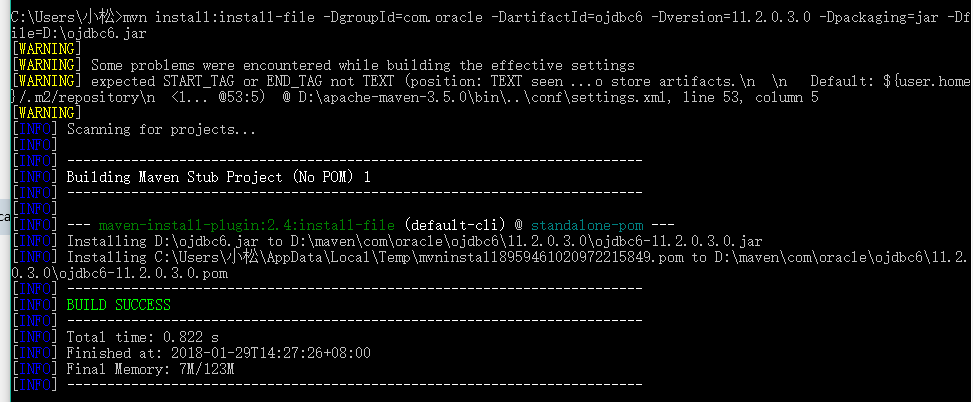 C:\Users\小松>mvn install:install-file -DgroupId=com.oracle -DartifactId=ojdbc6 -Dversion=11.2.0.3.0 -Dpackaging=jar -Df
ile=D:\ojdbc6.jar
[WARNING]
[WARNING] Some problems were encountered while building the effective settings
[WARNING] expected START_TAG or END_TAG not TEXT (position: TEXT seen ...o store artifacts.\n  \n   Default: ${user.home
}/.m2/repository\n  <l... @53:5)  @ D:\apache-maven-3.5.0\bin\..\conf\settings.xml, line 53, column 5
[WARNING]
[INFO] Scanning for projects...
[INFO]
[INFO] ------------------------------------------------------------------------
[INFO] Building Maven Stub Project (No POM) 1
[INFO] ------------------------------------------------------------------------
[INFO]
[INFO] --- maven-install-plugin:2.4:install-file (default-cli) @ standalone-pom ---
[INFO] Installing D:\ojdbc6.jar to D:\maven\com\oracle\ojdbc6\11.2.0.3.0\ojdbc6-11.2.0.3.0.jar
[INFO] Installing C:\Users\小松\AppData\Local\Temp\mvninstall895946102097221584​9.pom to D:\maven\com\oracle\ojdbc6\11.2.
0.3.0\ojdbc6-11.2.0.3.0.pom
[INFO] ------------------------------------------------------------------------
[INFO] BUILD SUCCESS
[INFO] ------------------------------------------------------------------------
[INFO] Total time: 0.822 s
[INFO] Finished at: 2018-01-29T14:27:26+08:00
[INFO] Final Memory: 7M/123M
[INFO] ------------------------------------------------------------------------